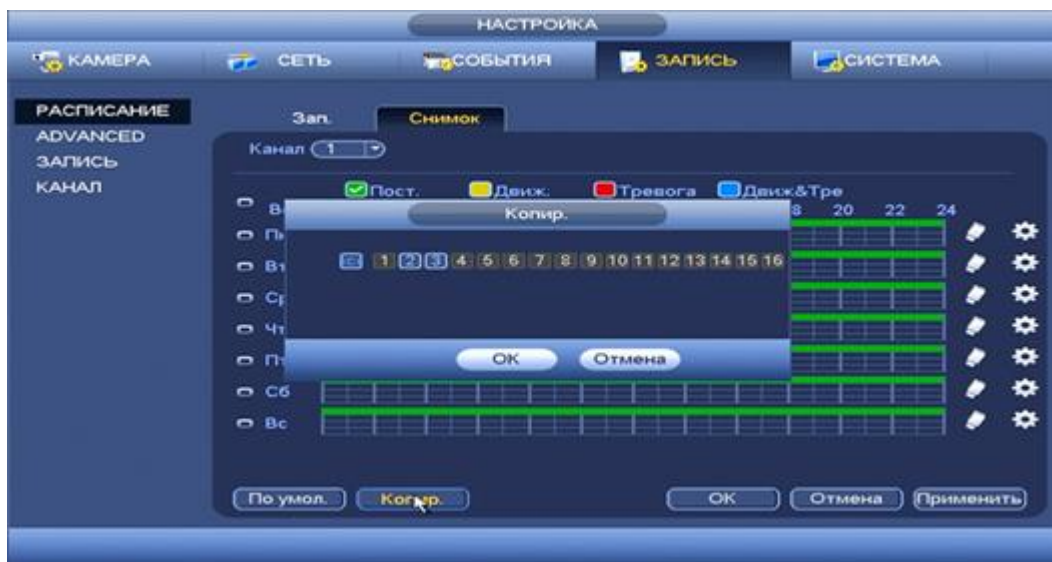 НАСТРОЙКА
КАМЕРА СЕТЬ СОБЫТИЯ ЗАПИСЬ СИСТЕМА
РАСПИСАНИЕ
ADVANCED
ЗАПИСЬ
КАНАЛ
Зап. Снимок
Канал 1
Пост. Движ. Тревога Движ&Тре
8 20 22 24
Копир.
1 2 3 4 5 6 7 8 9 10 11 12 13 14 15 16
OK Отмена
Сб
Вс
По умол. Копир. OK Отмена Применить